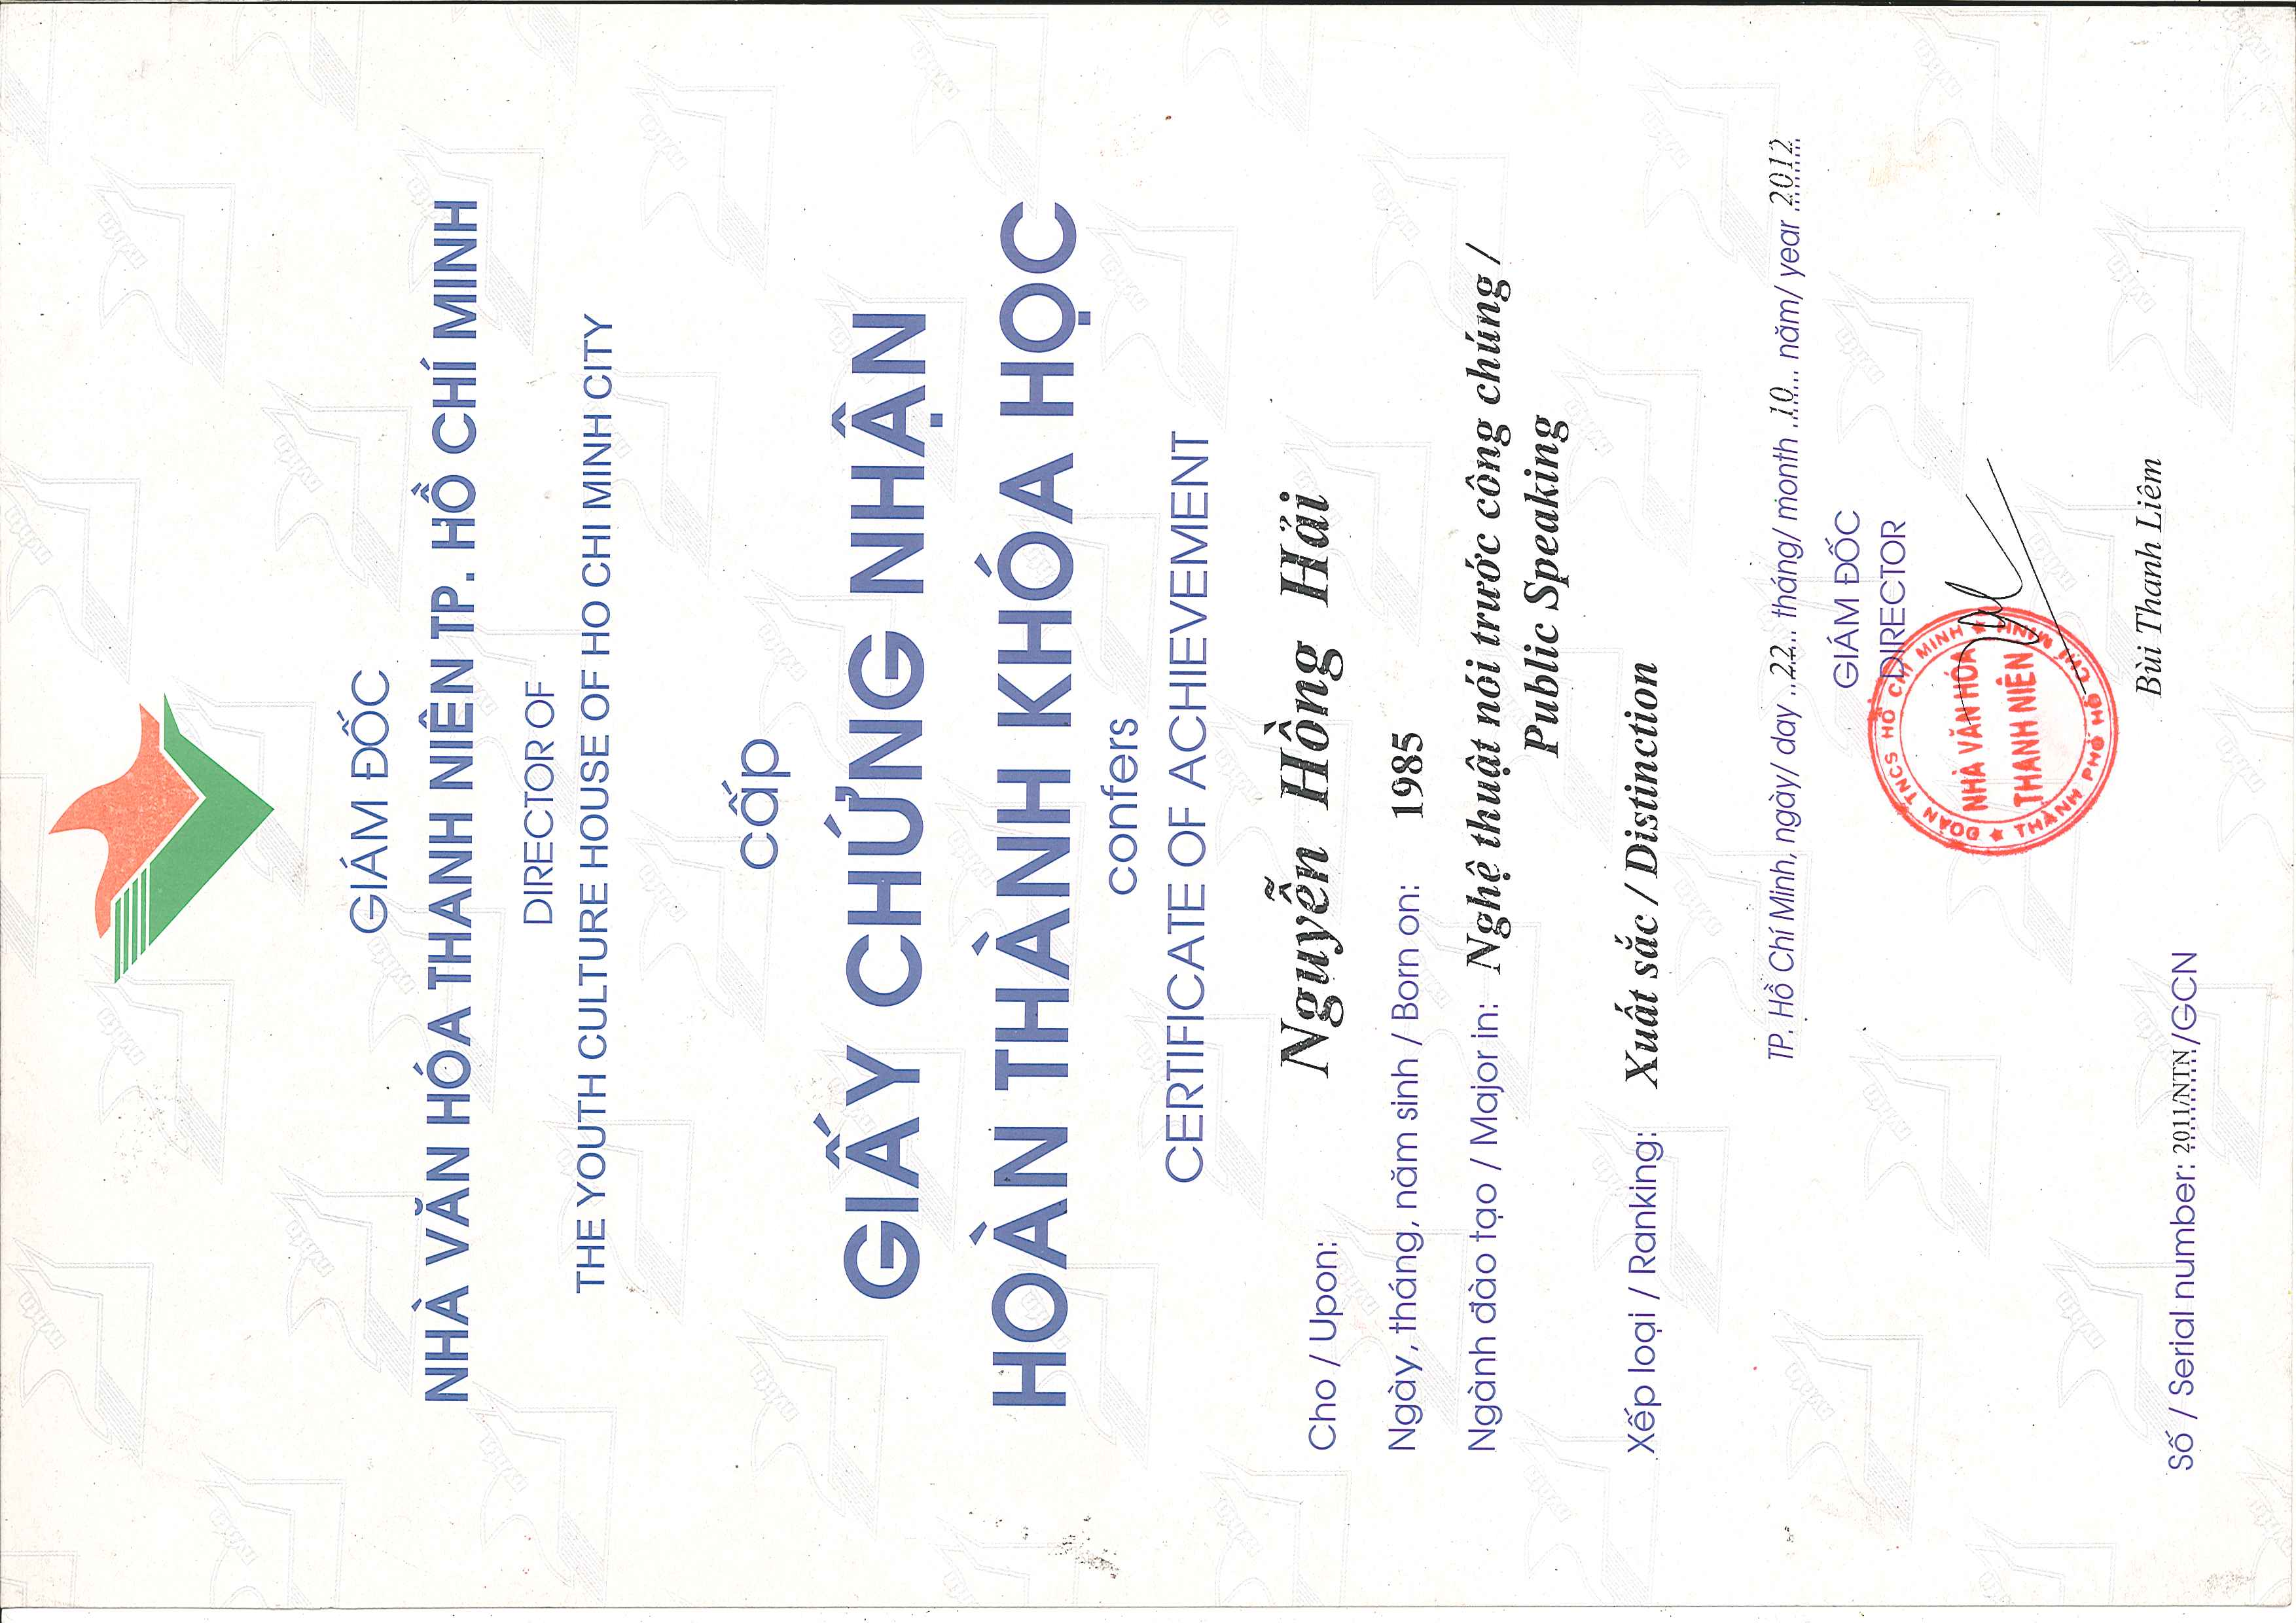 GIÁM ĐỐC
NHÀ VĂN HÓA THANH NIÊN TP. HỒ CHÍ MINH
DIRECTOR OF
THE YOUTH CULTURE HOUSE OF HO CHI MINH CITY
cấp
GIẤY CHỨNG NHẬN
HOÀN THÀNH KHÓA HỌC
confers
CERTIFICATE OF ACHIEVEMENT
Cho / Upon: Nguyễn Hồng Hải
Ngày, tháng, năm sinh / Born on: 1985
Ngành đào tạo / Major in: Nghệ thuật nói trước công chúng /
Public Speaking
Xếp loại / Ranking: Xuất sắc / Distinction
TP. Hồ Chí Minh, ngày/ day ..22... tháng/ month ..10... năm/ year .2012
GIÁM ĐỐC
DIRECTOR
ĐOÀN TNCS HỒ CHÍ MINH ★ THÀNH PHỐ HỒ CHÍ MINH ★
NHÀ VĂN HÓA
THANH NIÊN
Bùi Thanh Liêm
Số / Serial number: 2011/NTN/GCN